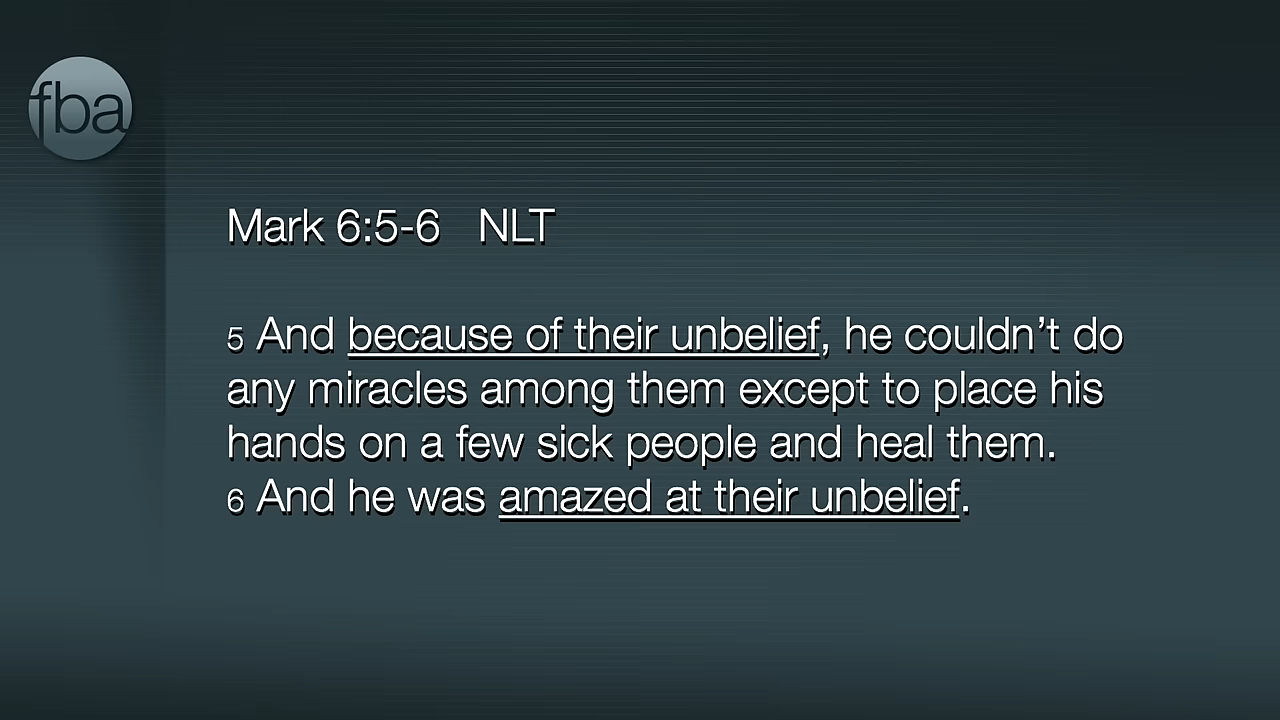 fba
Mark 6:5-6 NLT
5 And because of their unbelief, he couldn’t do
any miracles among them except to place his
hands on a few sick people and heal them.
6 And he was amazed at their unbelief.